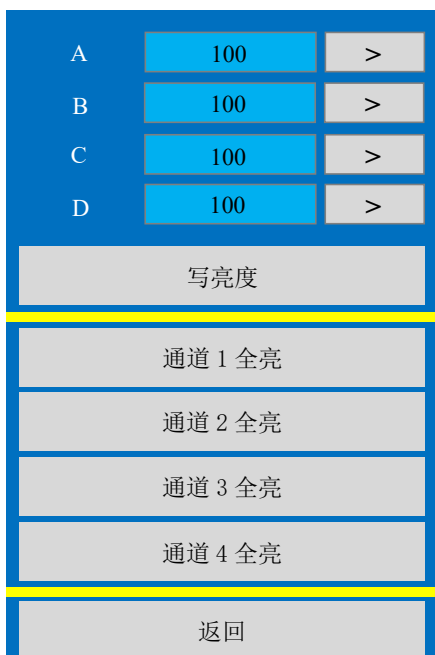 A 100 >
B 100 >
C 100 >
D 100 >
写亮度
通道 1 全亮
通道 2 全亮
通道 3 全亮
通道 4 全亮
返回